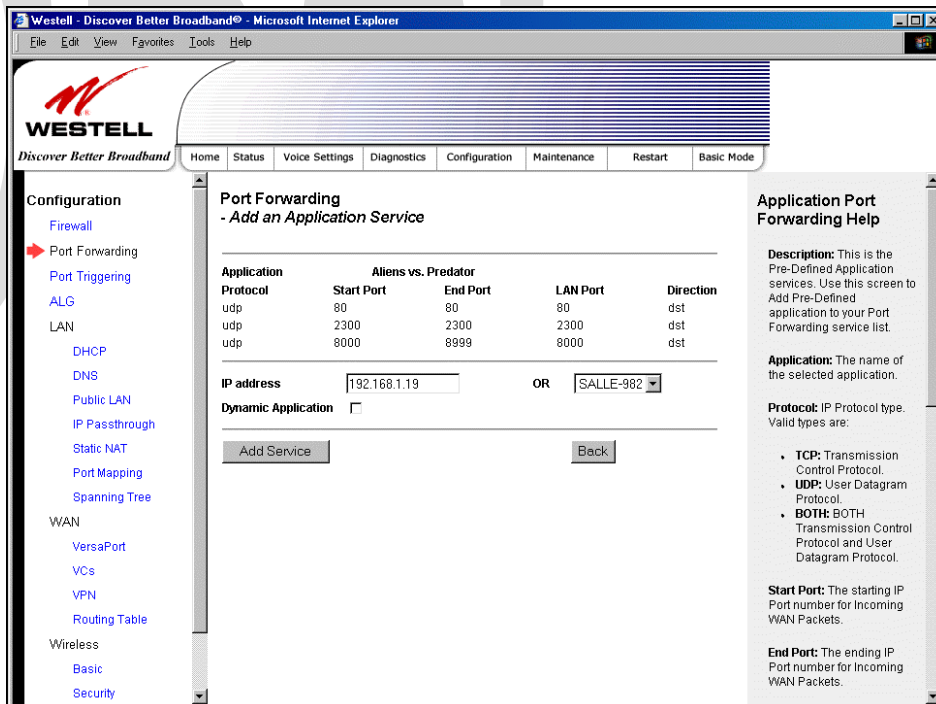 Westell - Discover Better Broadband® - Microsoft Internet Explorer
File Edit View Favorites Tools Help
WESTELL
Discover Better Broadband
Home Status Voice Settings Diagnostics Configuration Maintenance Restart Basic Mode
Configuration
Firewall
Port Forwarding
Port Triggering
ALG
LAN
DHCP
DNS
Public LAN
IP Passthrough
Static NAT
Port Mapping
Spanning Tree
WAN
VersaPort
VCs
VPN
Routing Table
Wireless
Basic
Security
Port Forwarding
- Add an Application Service
Application Aliens vs. Predator
Protocol Start Port End Port LAN Port Direction
udp 80 80 80 dst
udp 2300 2300 2300 dst
udp 8000 8999 8000 dst
IP address 192.168.1.19 OR SALLE-982
Dynamic Application
Add Service Back
Application Port
Forwarding Help
Description: This is the
Pre-Defined Application
services. Use this screen to
Add Pre-Defined
application to your Port
Forwarding service list.
Application: The name of
the selected application.
Protocol: IP Protocol type.
Valid types are:
• TCP: Transmission
Control Protocol.
• UDP: User Datagram
Protocol.
• BOTH: BOTH
Transmission Control
Protocol and User
Datagram Protocol.
Start Port: The starting IP
Port number for Incoming
WAN Packets.
End Port: The ending IP
Port number for Incoming
WAN Packets.